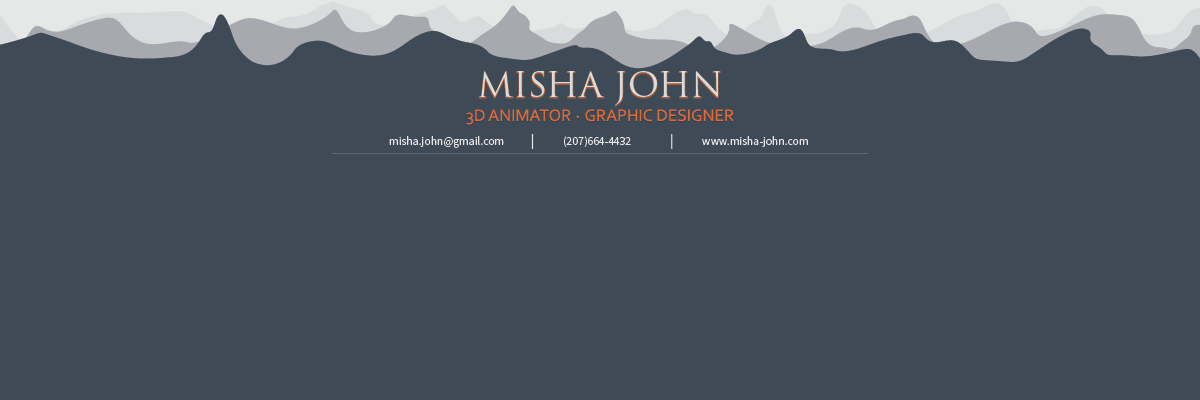 MISHA JOHN
3D ANIMATOR · GRAPHIC DESIGNER
misha.john@gmail.com | (207)664-4432 | www.misha-john.com